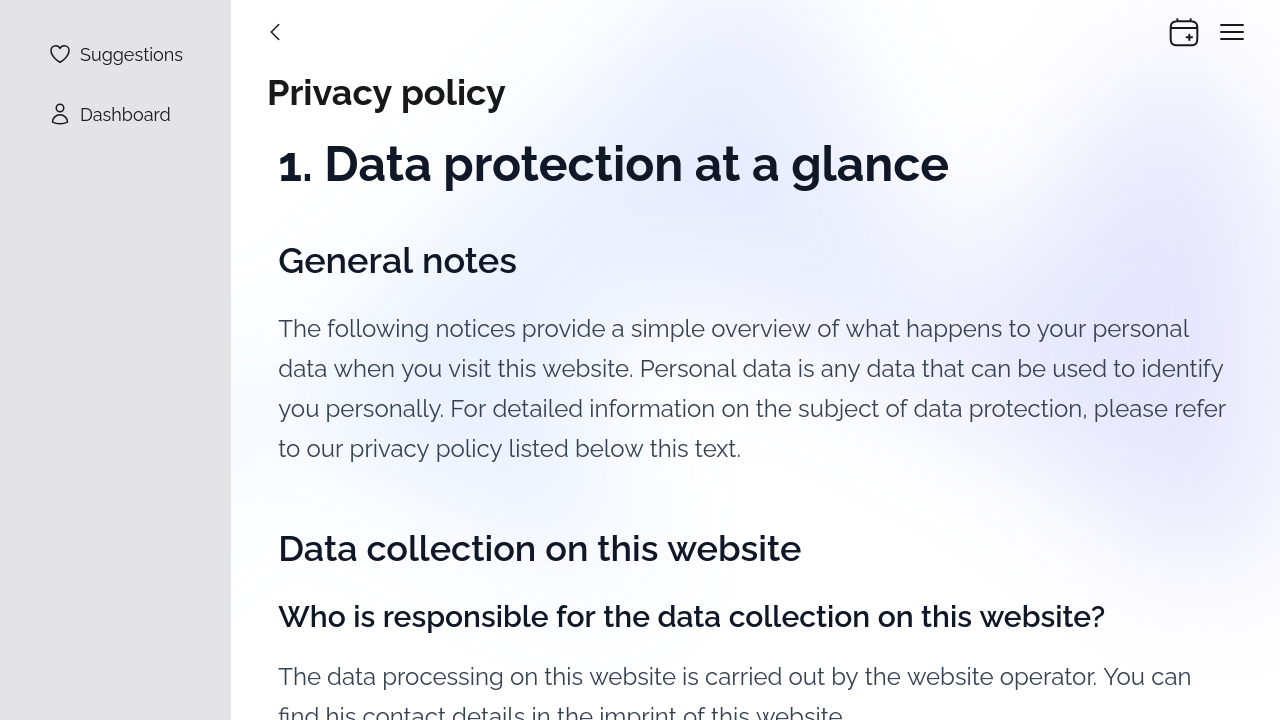 Suggestions
Dashboard
Privacy policy
1. Data protection at a glance
General notes
The following notices provide a simple overview of what happens to your personal
data when you visit this website. Personal data is any data that can be used to identify
you personally. For detailed information on the subject of data protection, please refer
to our privacy policy listed below this text.
Data collection on this website
Who is responsible for the data collection on this website?
The data processing on this website is carried out by the website operator. You can
find his contact details in the imprint of this website.